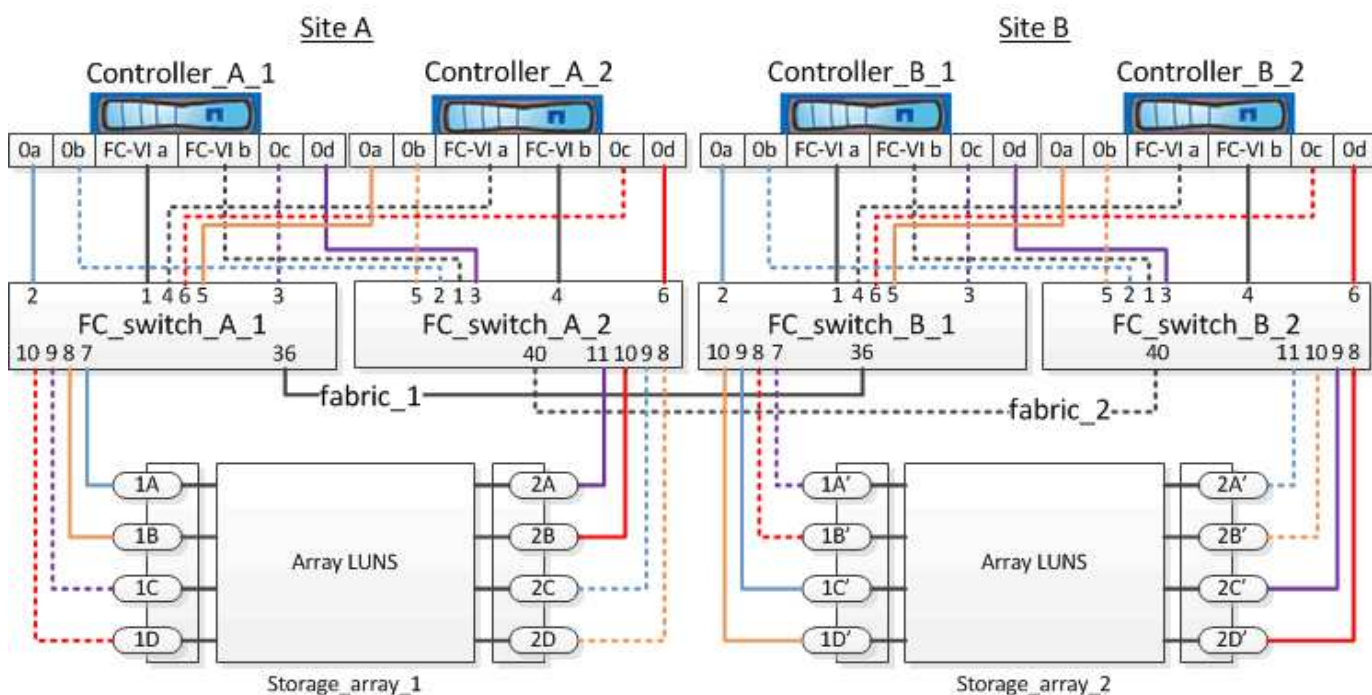 Site A Site B
Controller_A_1 Controller_A_2 Controller_B_1 Controller_B_2
0a 0b FC-VI a FC-VI b 0c 0d 0a 0b FC-VI a FC-VI b 0c 0d 0a 0b FC-VI a FC-VI b 0c 0d 0a 0b FC-VI a FC-VI b 0c 0d
2 1 4 6 5 3 5 2 1 3 4 6 2 1 4 6 5 3 5 2 1 3 4 6
FC_switch_A_1 FC_switch_A_2 FC_switch_B_1 FC_switch_B_2
10 9 8 7 36 40 11 10 9 8 10 9 8 7 36 40 11 10 9 8
fabric_1 fabric_2
1A 2A 1A’ 2A’
1B 2B 1B’ 2B’
Array LUNS Array LUNS
1C 2C 1C’ 2C’
1D 2D 1D’ 2D’
Storage_array_1 Storage_array_2